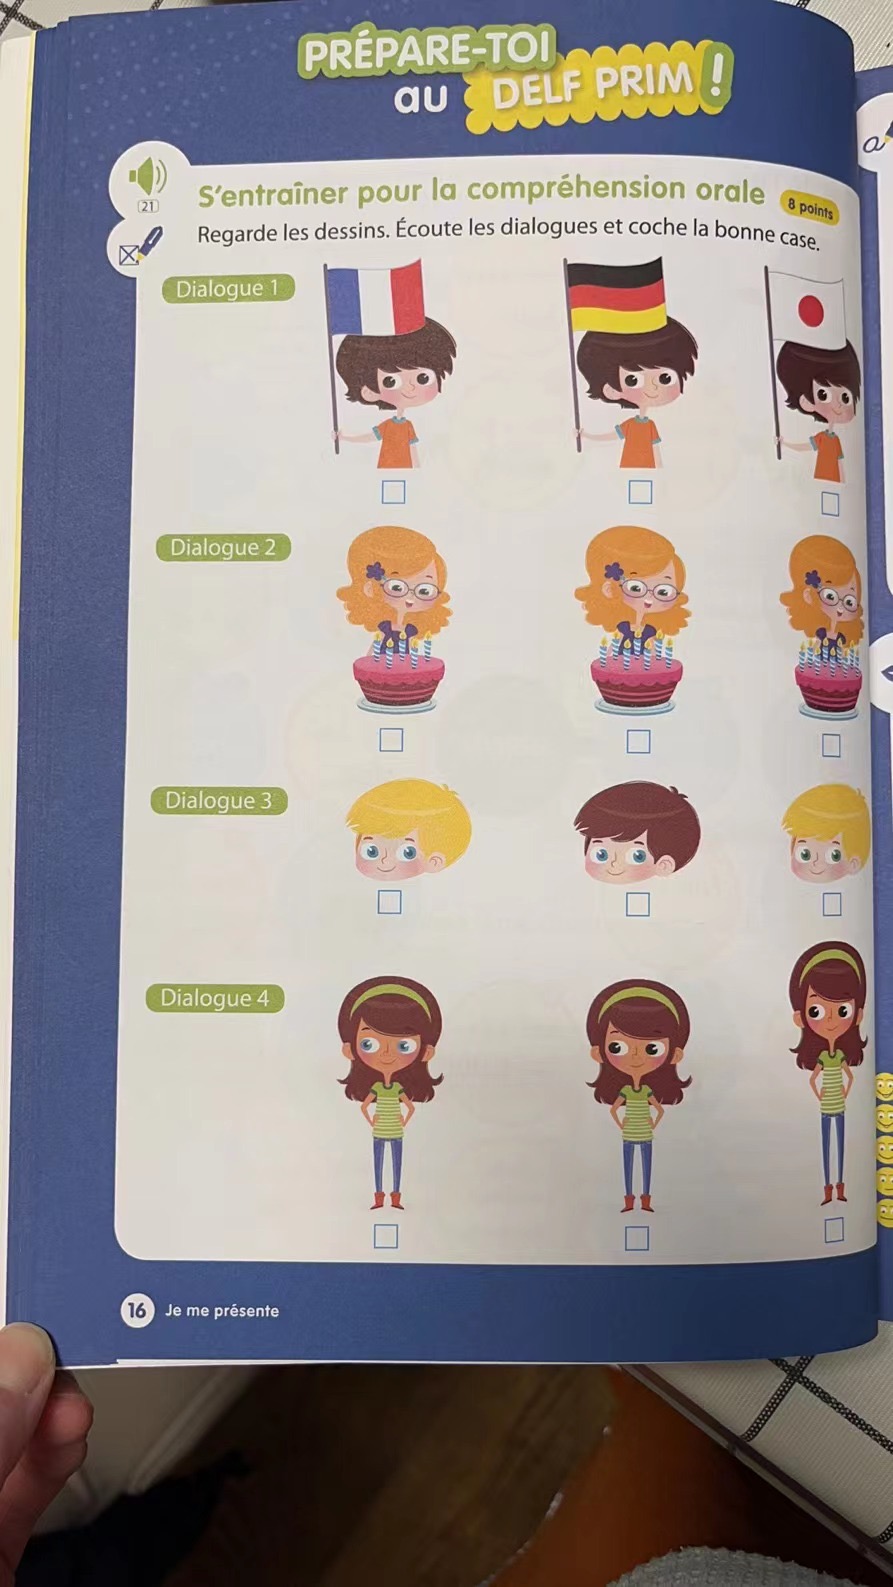 PRÉPARE-TOI
au DELF PRIM !
21
S'entraîner pour la compréhension orale 8 points
Regarde les dessins. Écoute les dialogues et coche la bonne case.
Dialogue 1
Dialogue 2
Dialogue 3
Dialogue 4
16 Je me présente